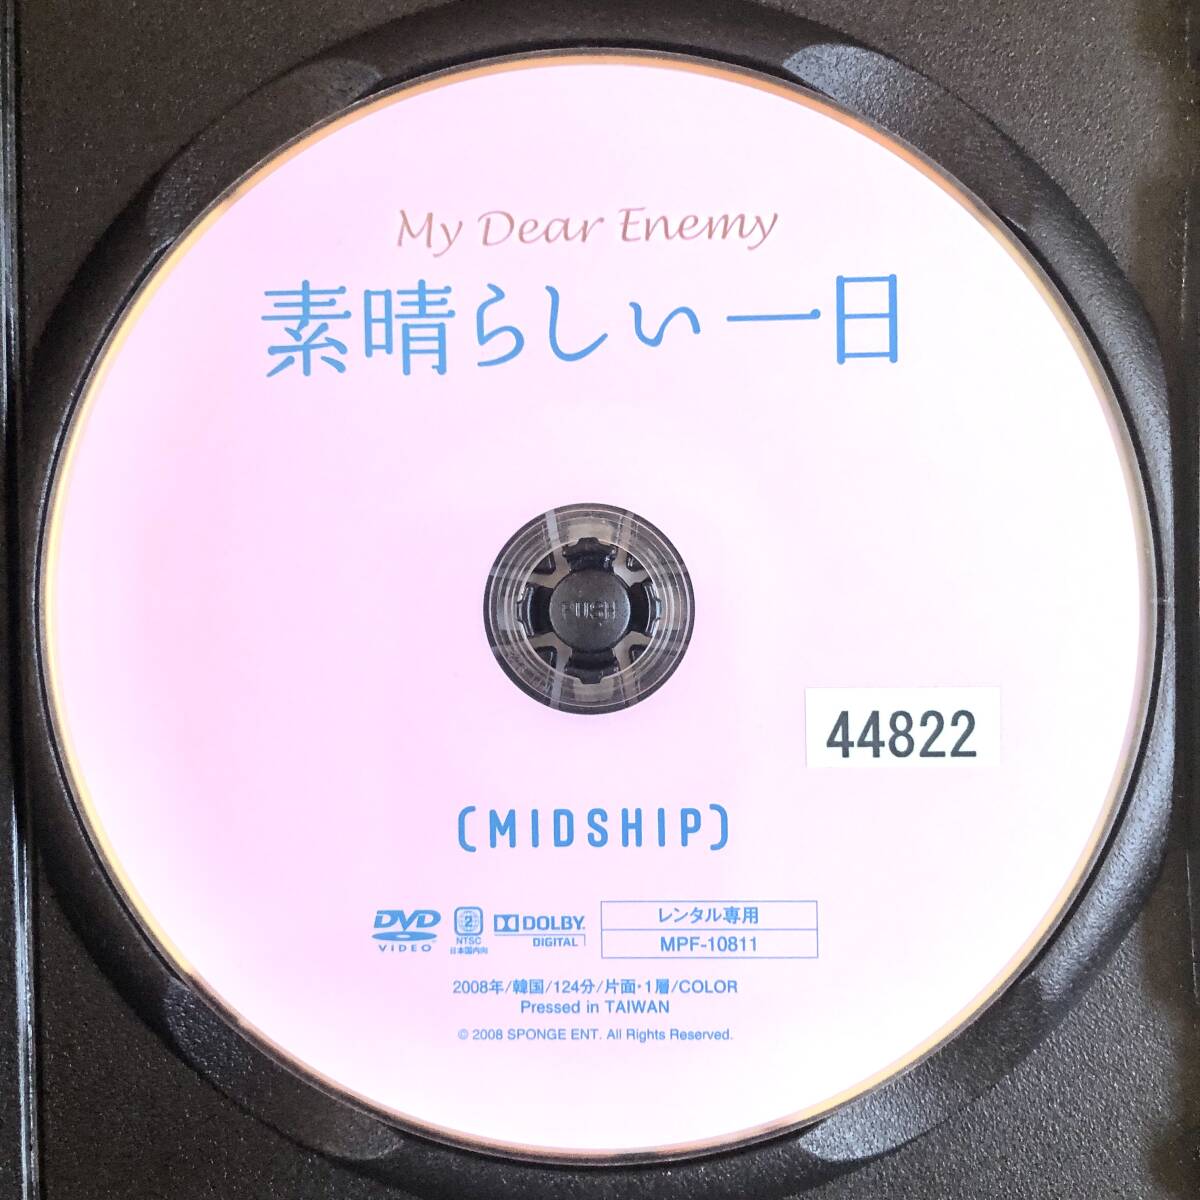 My Dear Enemy
素晴らしい一日
PUSH
44822
(MIDSHIP)
DVD
VIDEO
2
NTSC
日本国内向
DOLBY
DIGITAL
レンタル専用
MPF-10811
2008年/韓国/124分/片面・1層/COLOR
Pressed in TAIWAN
© 2008 SPONGE ENT. All Rights Reserved.